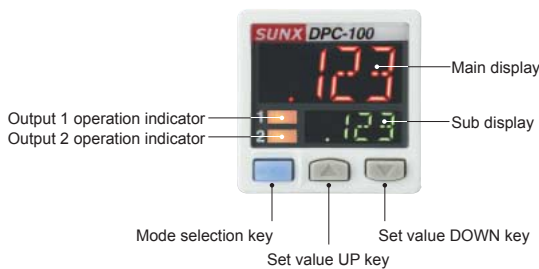 SUNX DPC-100
.123
Main display
Output 1 operation indicator
1
.123
Sub display
Output 2 operation indicator
2
Mode selection key
Set value DOWN key
Set value UP key